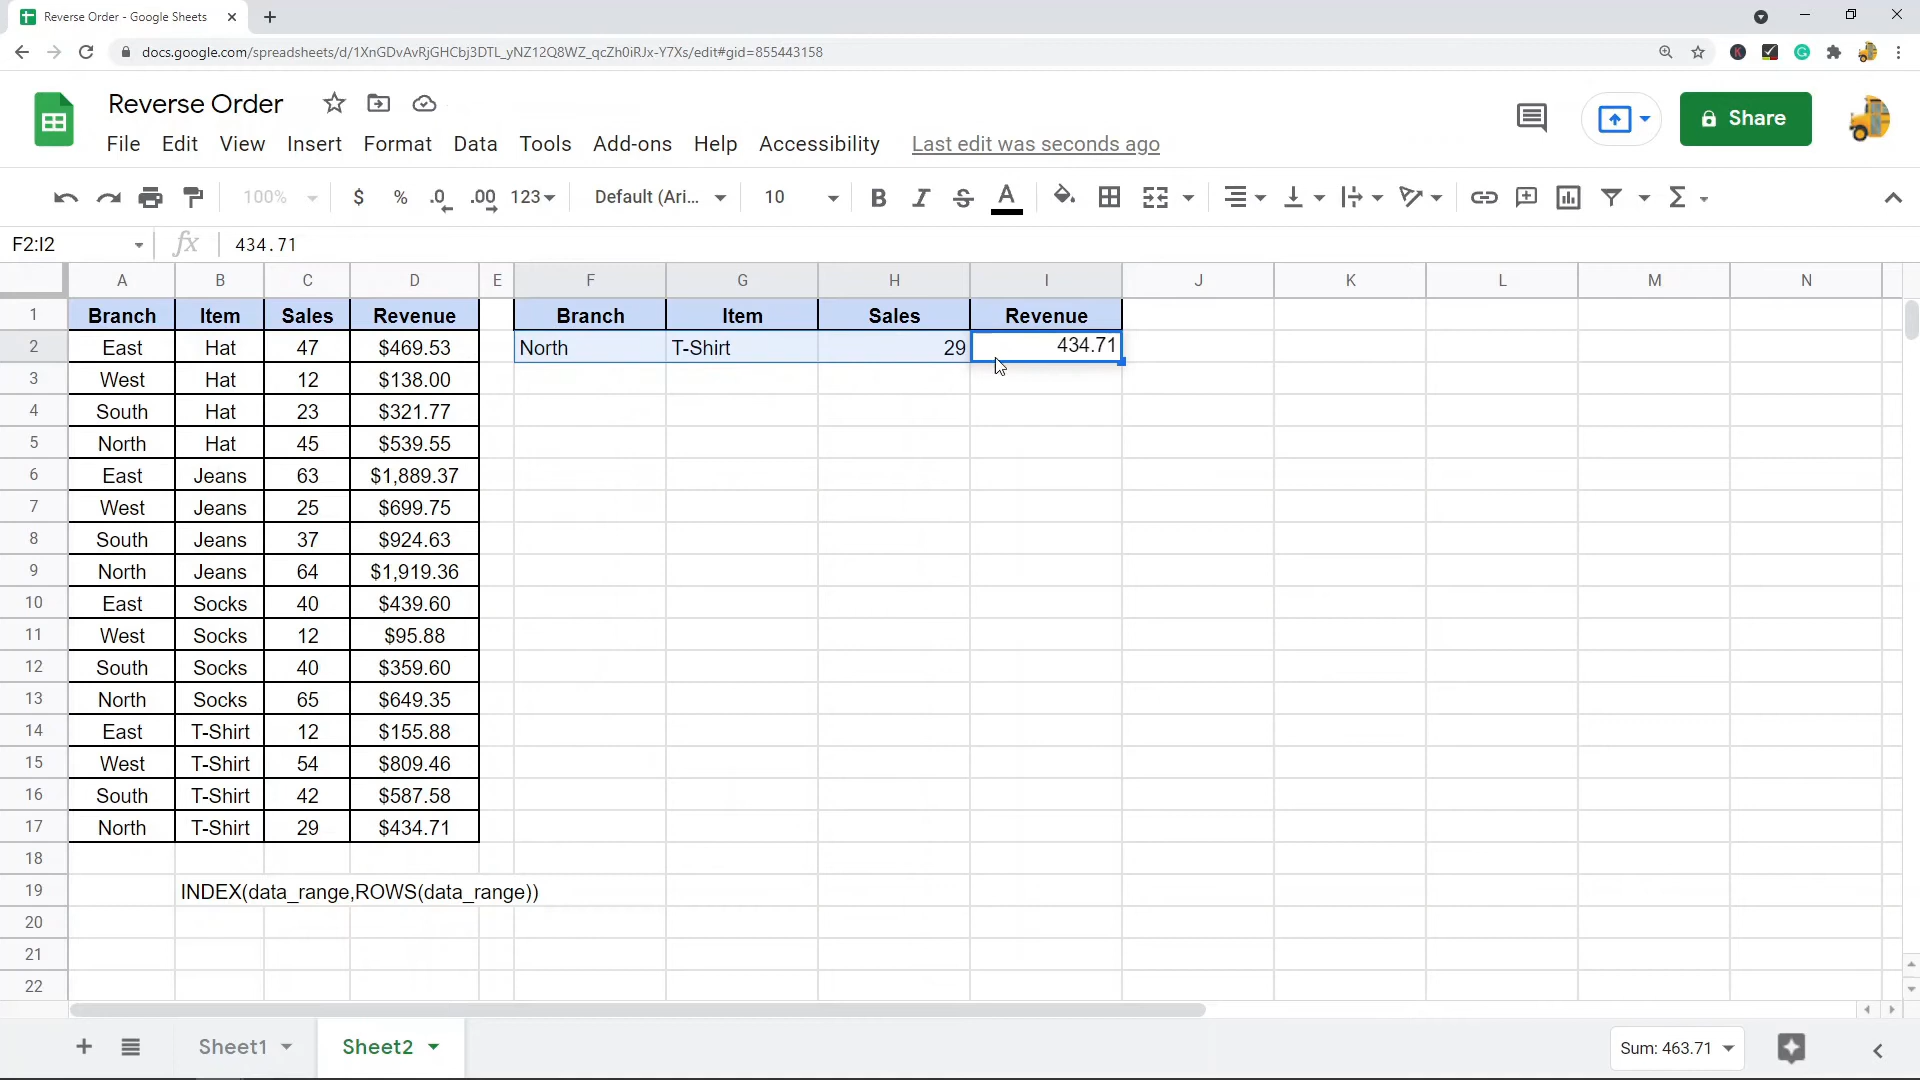 Reverse Order - Google Sheets
docs.google.com/spreadsheets/d/1XnGDvAvRjGHCbj3DTL_yNZ12Q8WZ_qcZh0iRJx-Y7Xs/edit#gid=855443158
Reverse Order
Share
File Edit View Insert Format Data Tools Add-ons Help Accessibility Last edit was seconds ago
100% $ % .0 .00 123 Default (Ari... 10 B I S A Σ
F2:I2 fx 434.71
A B C D E F G H I J K L M N
1 Branch Item Sales Revenue Branch Item Sales Revenue
2 East Hat 47 $469.53 North T-Shirt 29 434.71
3 West Hat 12 $138.00
4 South Hat 23 $321.77
5 North Hat 45 $539.55
6 East Jeans 63 $1,889.37
7 West Jeans 25 $699.75
8 South Jeans 37 $924.63
9 North Jeans 64 $1,919.36
10 East Socks 40 $439.60
11 West Socks 12 $95.88
12 South Socks 40 $359.60
13 North Socks 65 $649.35
14 East T-Shirt 12 $155.88
15 West T-Shirt 54 $809.46
16 South T-Shirt 42 $587.58
17 North T-Shirt 29 $434.71
18
19 INDEX(data_range,ROWS(data_range))
20
21
22
Sheet1 Sheet2 Sum: 463.71